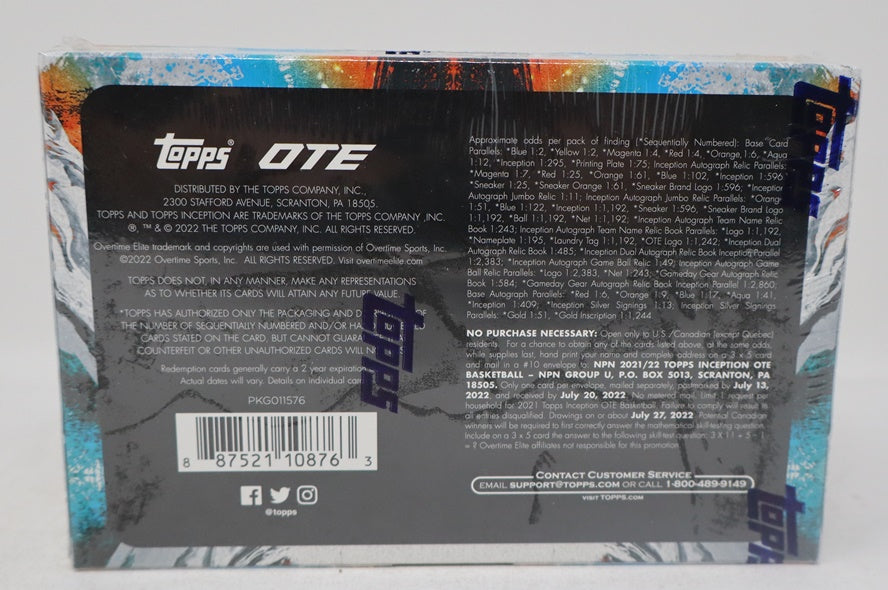 topps® OTE
DISTRIBUTED BY THE TOPPS COMPANY, INC.,
2300 STAFFORD AVENUE, SCRANTON, PA 18505.
TOPPS AND TOPPS INCEPTION ARE TRADEMARKS OF THE TOPPS COMPANY ,INC.
®, ™ & © 2022 THE TOPPS COMPANY, INC. ALL RIGHTS RESERVED.
Overtime Elite trademark and copyrights are used with permission of Overtime Sports, Inc.
©2022 Overtime Sports, Inc. ALL RIGHTS RESERVED. Visit overtimeelite.com
TOPPS DOES NOT, IN ANY MANNER, MAKE ANY REPRESENTATIONS
AS TO WHETHER ITS CARDS WILL ATTAIN ANY FUTURE VALUE.
*TOPPS HAS AUTHORIZED ONLY THE PACKAGING AND D OF
THE NUMBER OF SEQUENTIALLY NUMBERED AND/OR HA
CARDS STATED ON THE CARD, BUT CANNOT GUARA
COUNTERFEIT OR OTHER UNAUTHORIZED CARDS WILL
Redemption cards generally carry a 2 year expiration
Actual dates will vary. Details on individual card
PKG011576
8 87521 10876 3
@topps
Approximate odds per pack of finding (*Sequentially Numbered): Base Card
Parallels: *Blue 1:2, *Yellow 1:2, *Magenta 1:4, *Red 1:4, *Orange 1:6, *Aqua
1:12, *Inception 1:295, *Printing Plate 1:75; Inception Autograph Relic Parallels:
*Magenta 1:7, *Red 1:25, *Orange 1:61, *Blue 1:102, *Inception 1:596,
*Sneaker 1:25, *Sneaker Orange 1:61, *Sneaker Brand Logo 1:596; *Inception
Autograph Jumbo Relic 1:11; Inception Autograph Jumbo Relic Parallels: *Orange
1:51, *Blue 1:122, *Inception 1:1,192, *Sneaker 1:596, *Sneaker Brand Logo
1:1,192, *Ball 1:1,192, *Net 1:1,192; *Inception Autograph Team Name Relic
Book 1:243; Inception Autograph Team Name Relic Book Parallels: *Logo 1:1,192,
*Nameplate 1:195, *Laundry Tag 1:1,192, *OTE Logo 1:1,242; *Inception Dual
Autograph Relic Book 1:485; *Inception Dual Autograph Relic Book Inception Parallel
1:2,383; *Inception Autograph Game Ball Relic 1:49; Inception Autograph Game
Ball Relic Parallels: *Logo 1:2,383, *Net 1:243; *Gameday Gear Autograph Relic
Book 1:584; *Gameday Gear Autograph Relic Book Inception Parallel 1:2,860;
Base Autograph Parallels: *Red 1:6, *Orange 1:9, *Blue 1:17, *Aqua 1:41,
*Inception 1:409, *Inception Silver Signings 1:13; Inception Silver Signings
Parallels: *Gold 1:51, *Gold Inscription 1:244.
NO PURCHASE NECESSARY: Open only to U.S./Canadian (except Quebec)
residents. For a chance to obtain any of the cards listed above, at the same odds,
while supplies last, hand print your name and complete address on a 3 x 5 card
and mail in a #10 envelope to: NPN 2021/22 TOPPS INCEPTION OTE
BASKETBALL – NPN GROUP U, P.O. BOX 5013, SCRANTON, PA
18505. Only one card per envelope, mailed separately, postmarked by July 13,
2022, and received by July 20, 2022. No metered mail. Limit 1 request per
household for 2021 Topps Inception OTE Basketball. Failure to comply will result in
all entries disqualified. Drawings on or about July 27, 2022. Potential Canadian
winners will be required to first correctly answer the mathematical skill-testing question.
Include on a 3 x 5 card the answer to the following skill-test question: 3 X 11 + 5 - 1
= ? Overtime Elite affiliates not responsible for this promotion.
CONTACT CUSTOMER SERVICE
EMAIL SUPPORT@TOPPS.COM OR CALL 1-800-489-9149
VISIT TOPPS.COM
topps
topps
topps